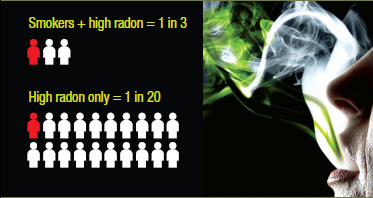 Smokers + high radon = 1 in 3
High radon only = 1 in 20